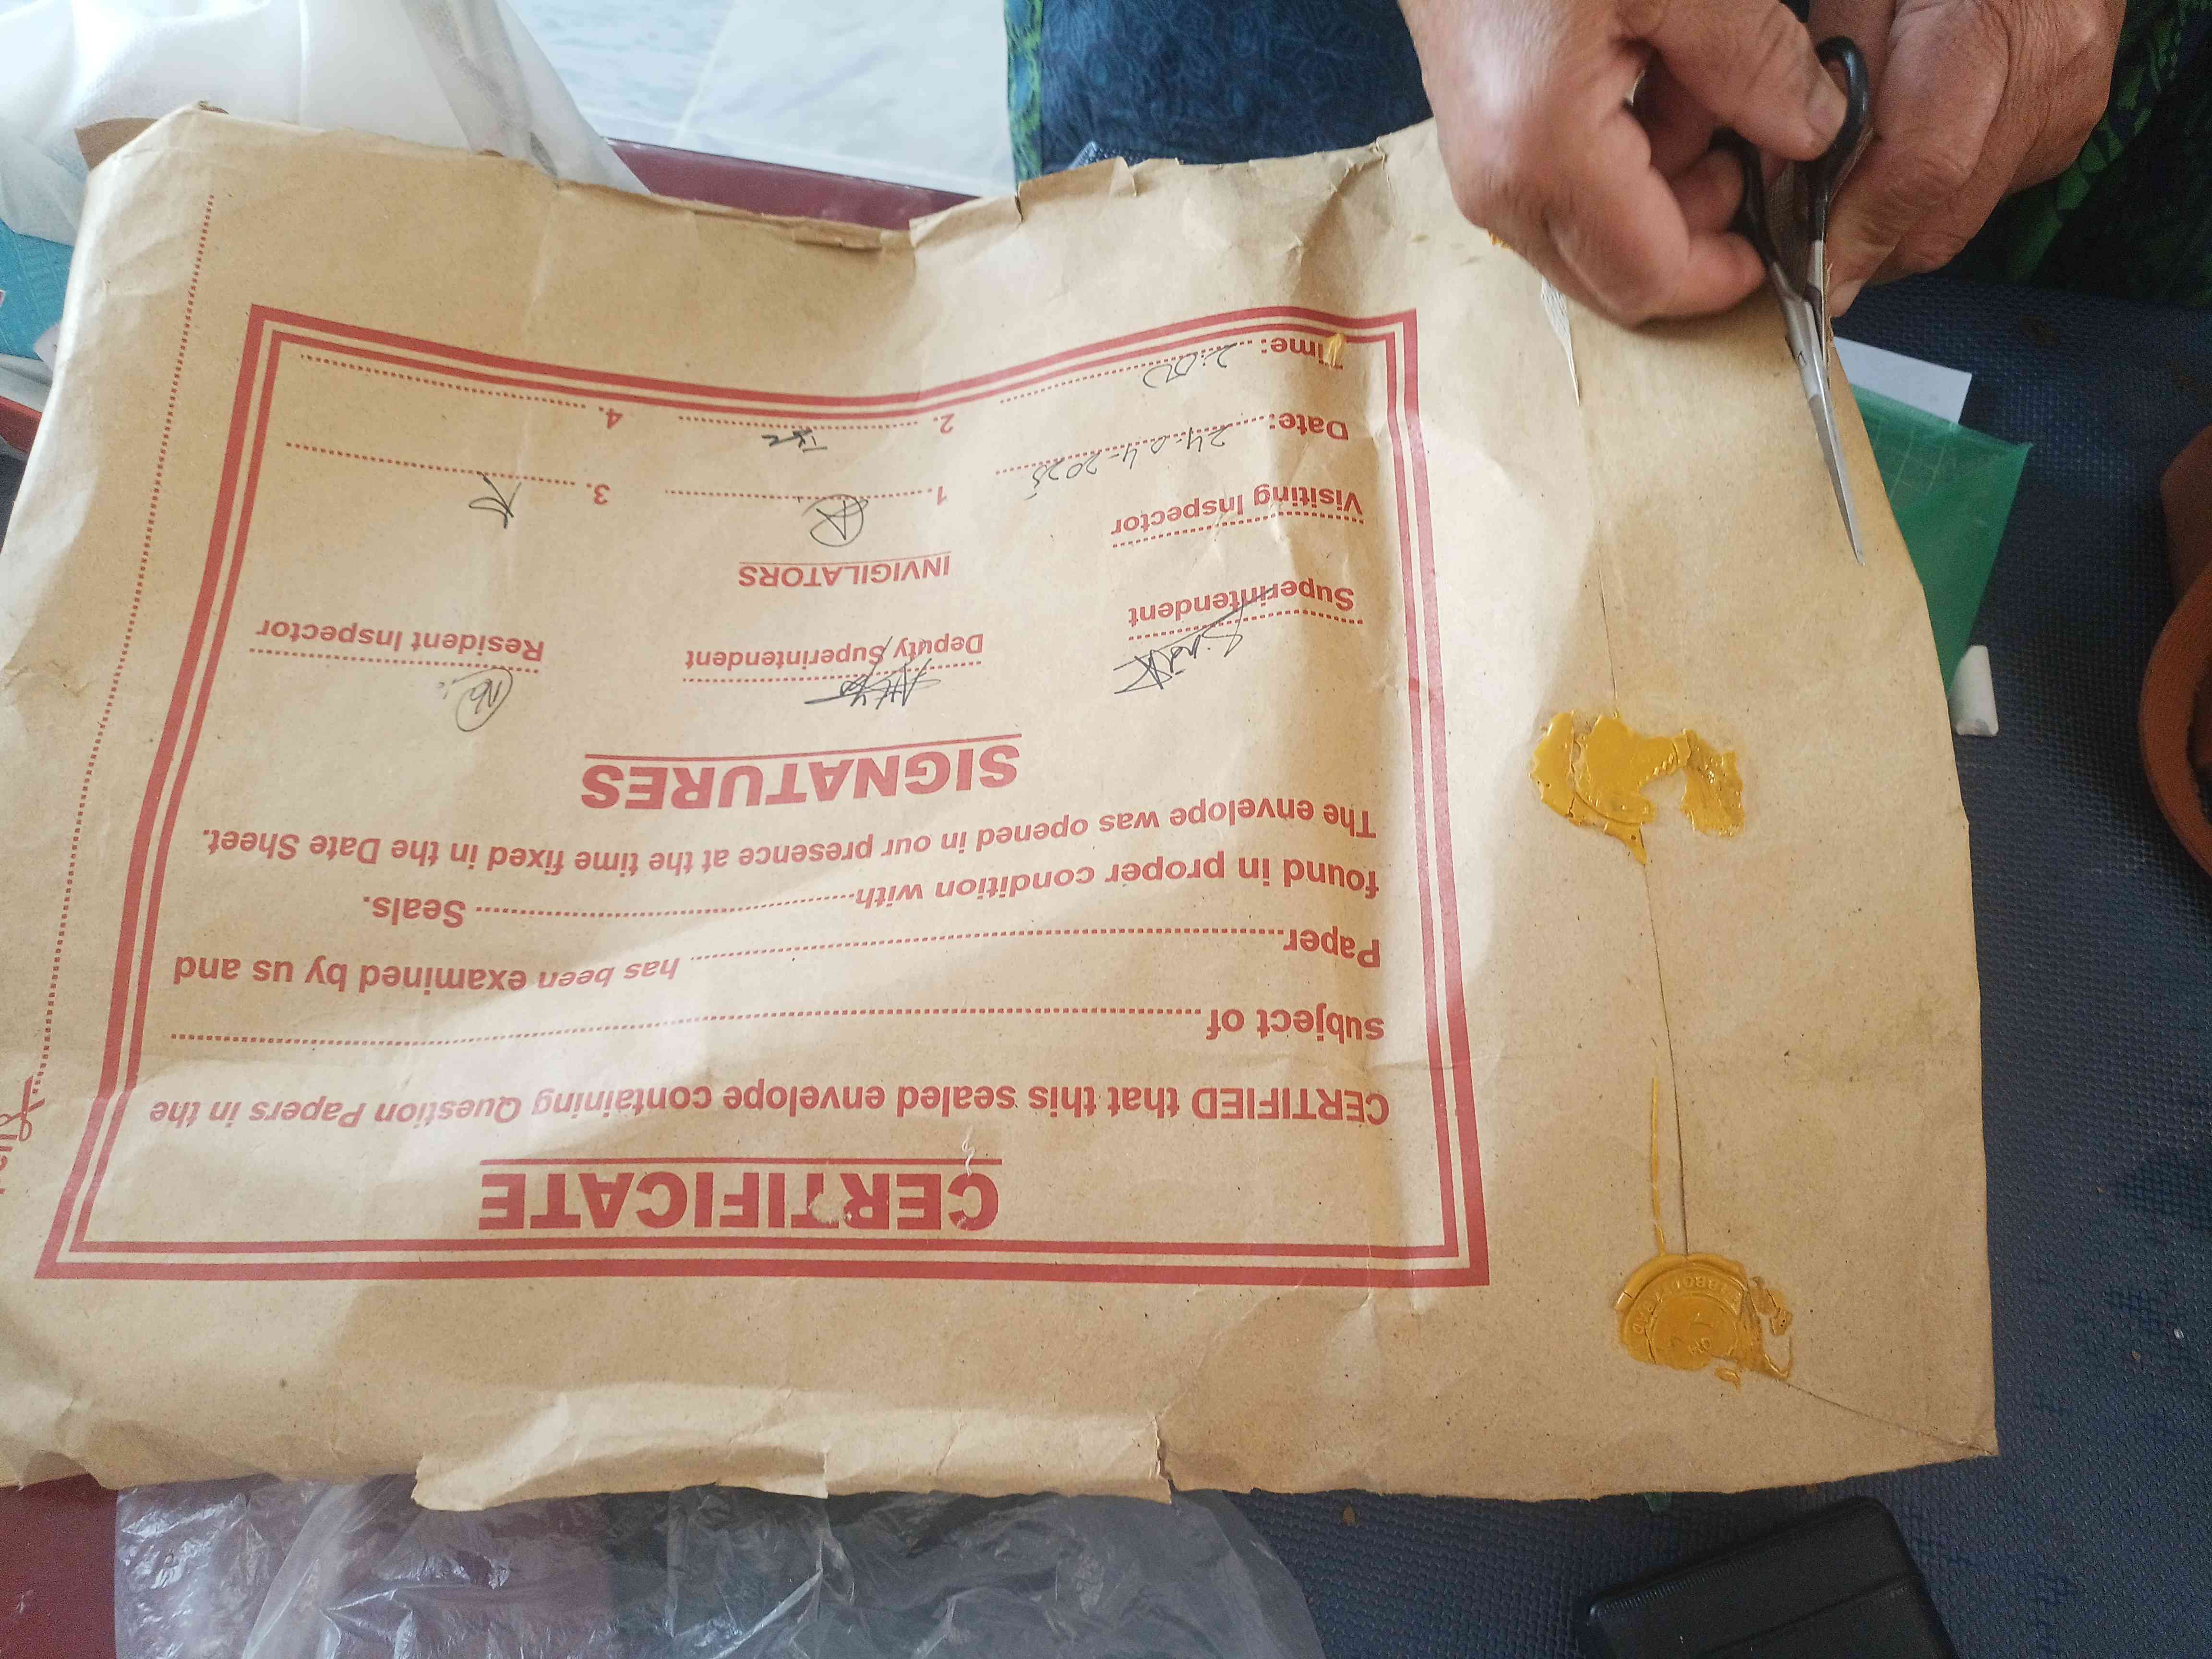 CERTIFICATE
CERTIFIED that this sealed envelope containing Question Papers in the
subject of
Paper has been examined by us and
found in proper condition with Seals.
The envelope was opened in our presence at the time fixed in the Date Sheet.
SIGNATURES
Superintendent Deputy Superintendent Resident Inspector
INVIGILATORS
Visiting Inspector 1. 3.
Date: 24-04-2025 2. 4.
Time: 2:00